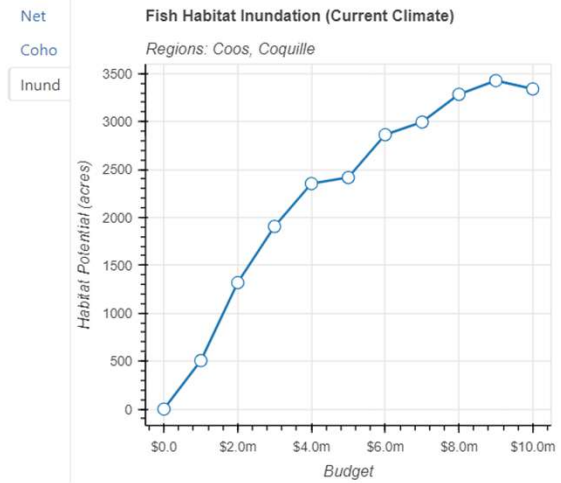 Net
Coho
Inund
Fish Habitat Inundation (Current Climate)
Regions: Coos, Coquille
Habitat Potential (acres)
3500
3000
2500
2000
1500
1000
500
0
$0.0 $2.0m $4.0m $6.0m $8.0m $10.0m
Budget